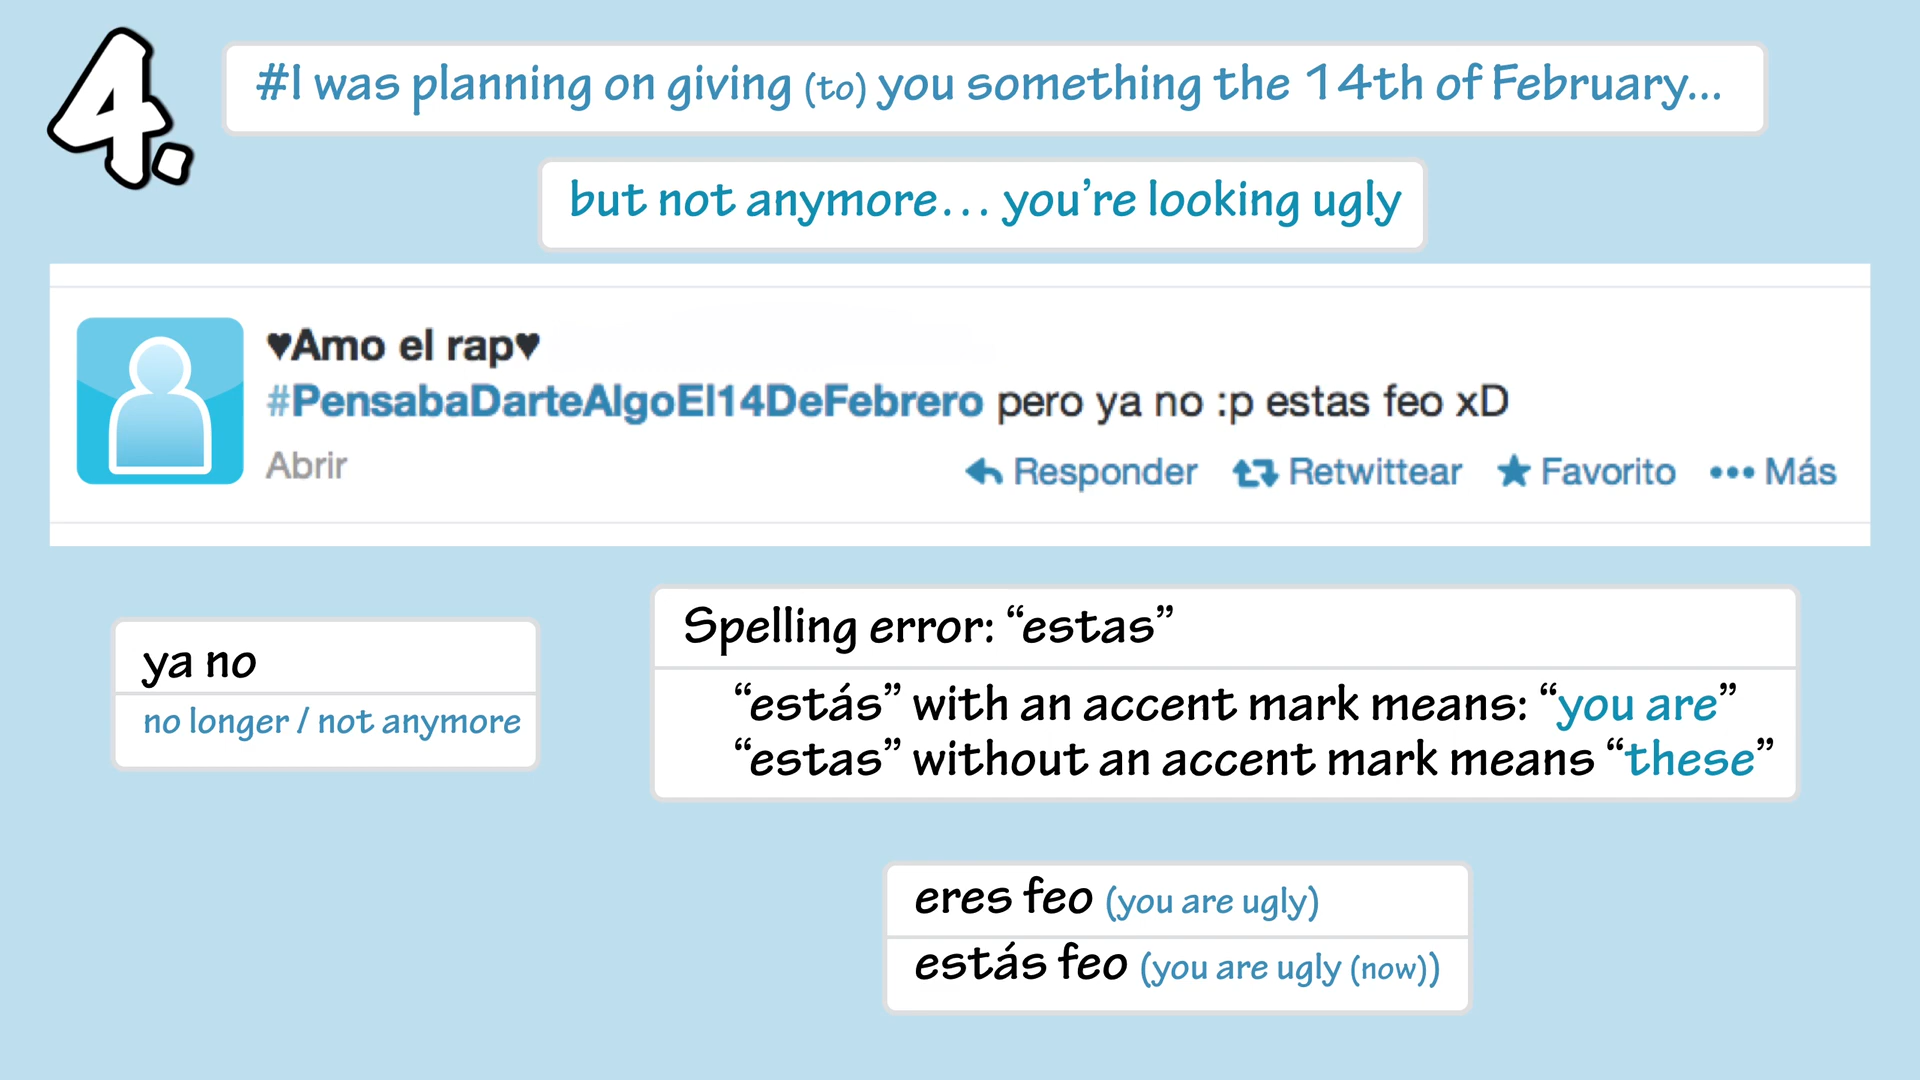 4.
#I was planning on giving (to) you something the 14th of February...
but not anymore... you're looking ugly
♥Amo el rap♥
#PensabaDarteAlgoEl14DeFebrero pero ya no :p estas feo xD
Abrir
Responder Retwittear Favorito ••• Más
ya no
no longer / not anymore
Spelling error: “estas”
“estás” with an accent mark means: “you are”
“estas” without an accent mark means “these”
eres feo (you are ugly)
estás feo (you are ugly (now))